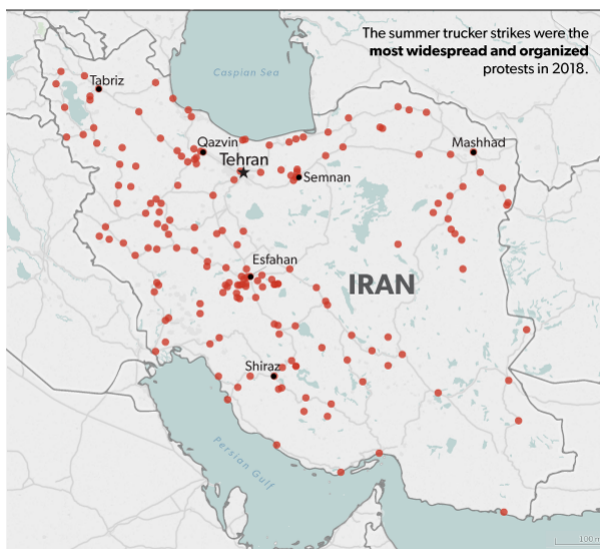 The summer trucker strikes were the
most widespread and organized
protests in 2018.
Caspian Sea
Tabriz
Qazvin
Tehran
Mashhad
Semnan
Esfahan
IRAN
Shiraz
Persian Gulf
100 m